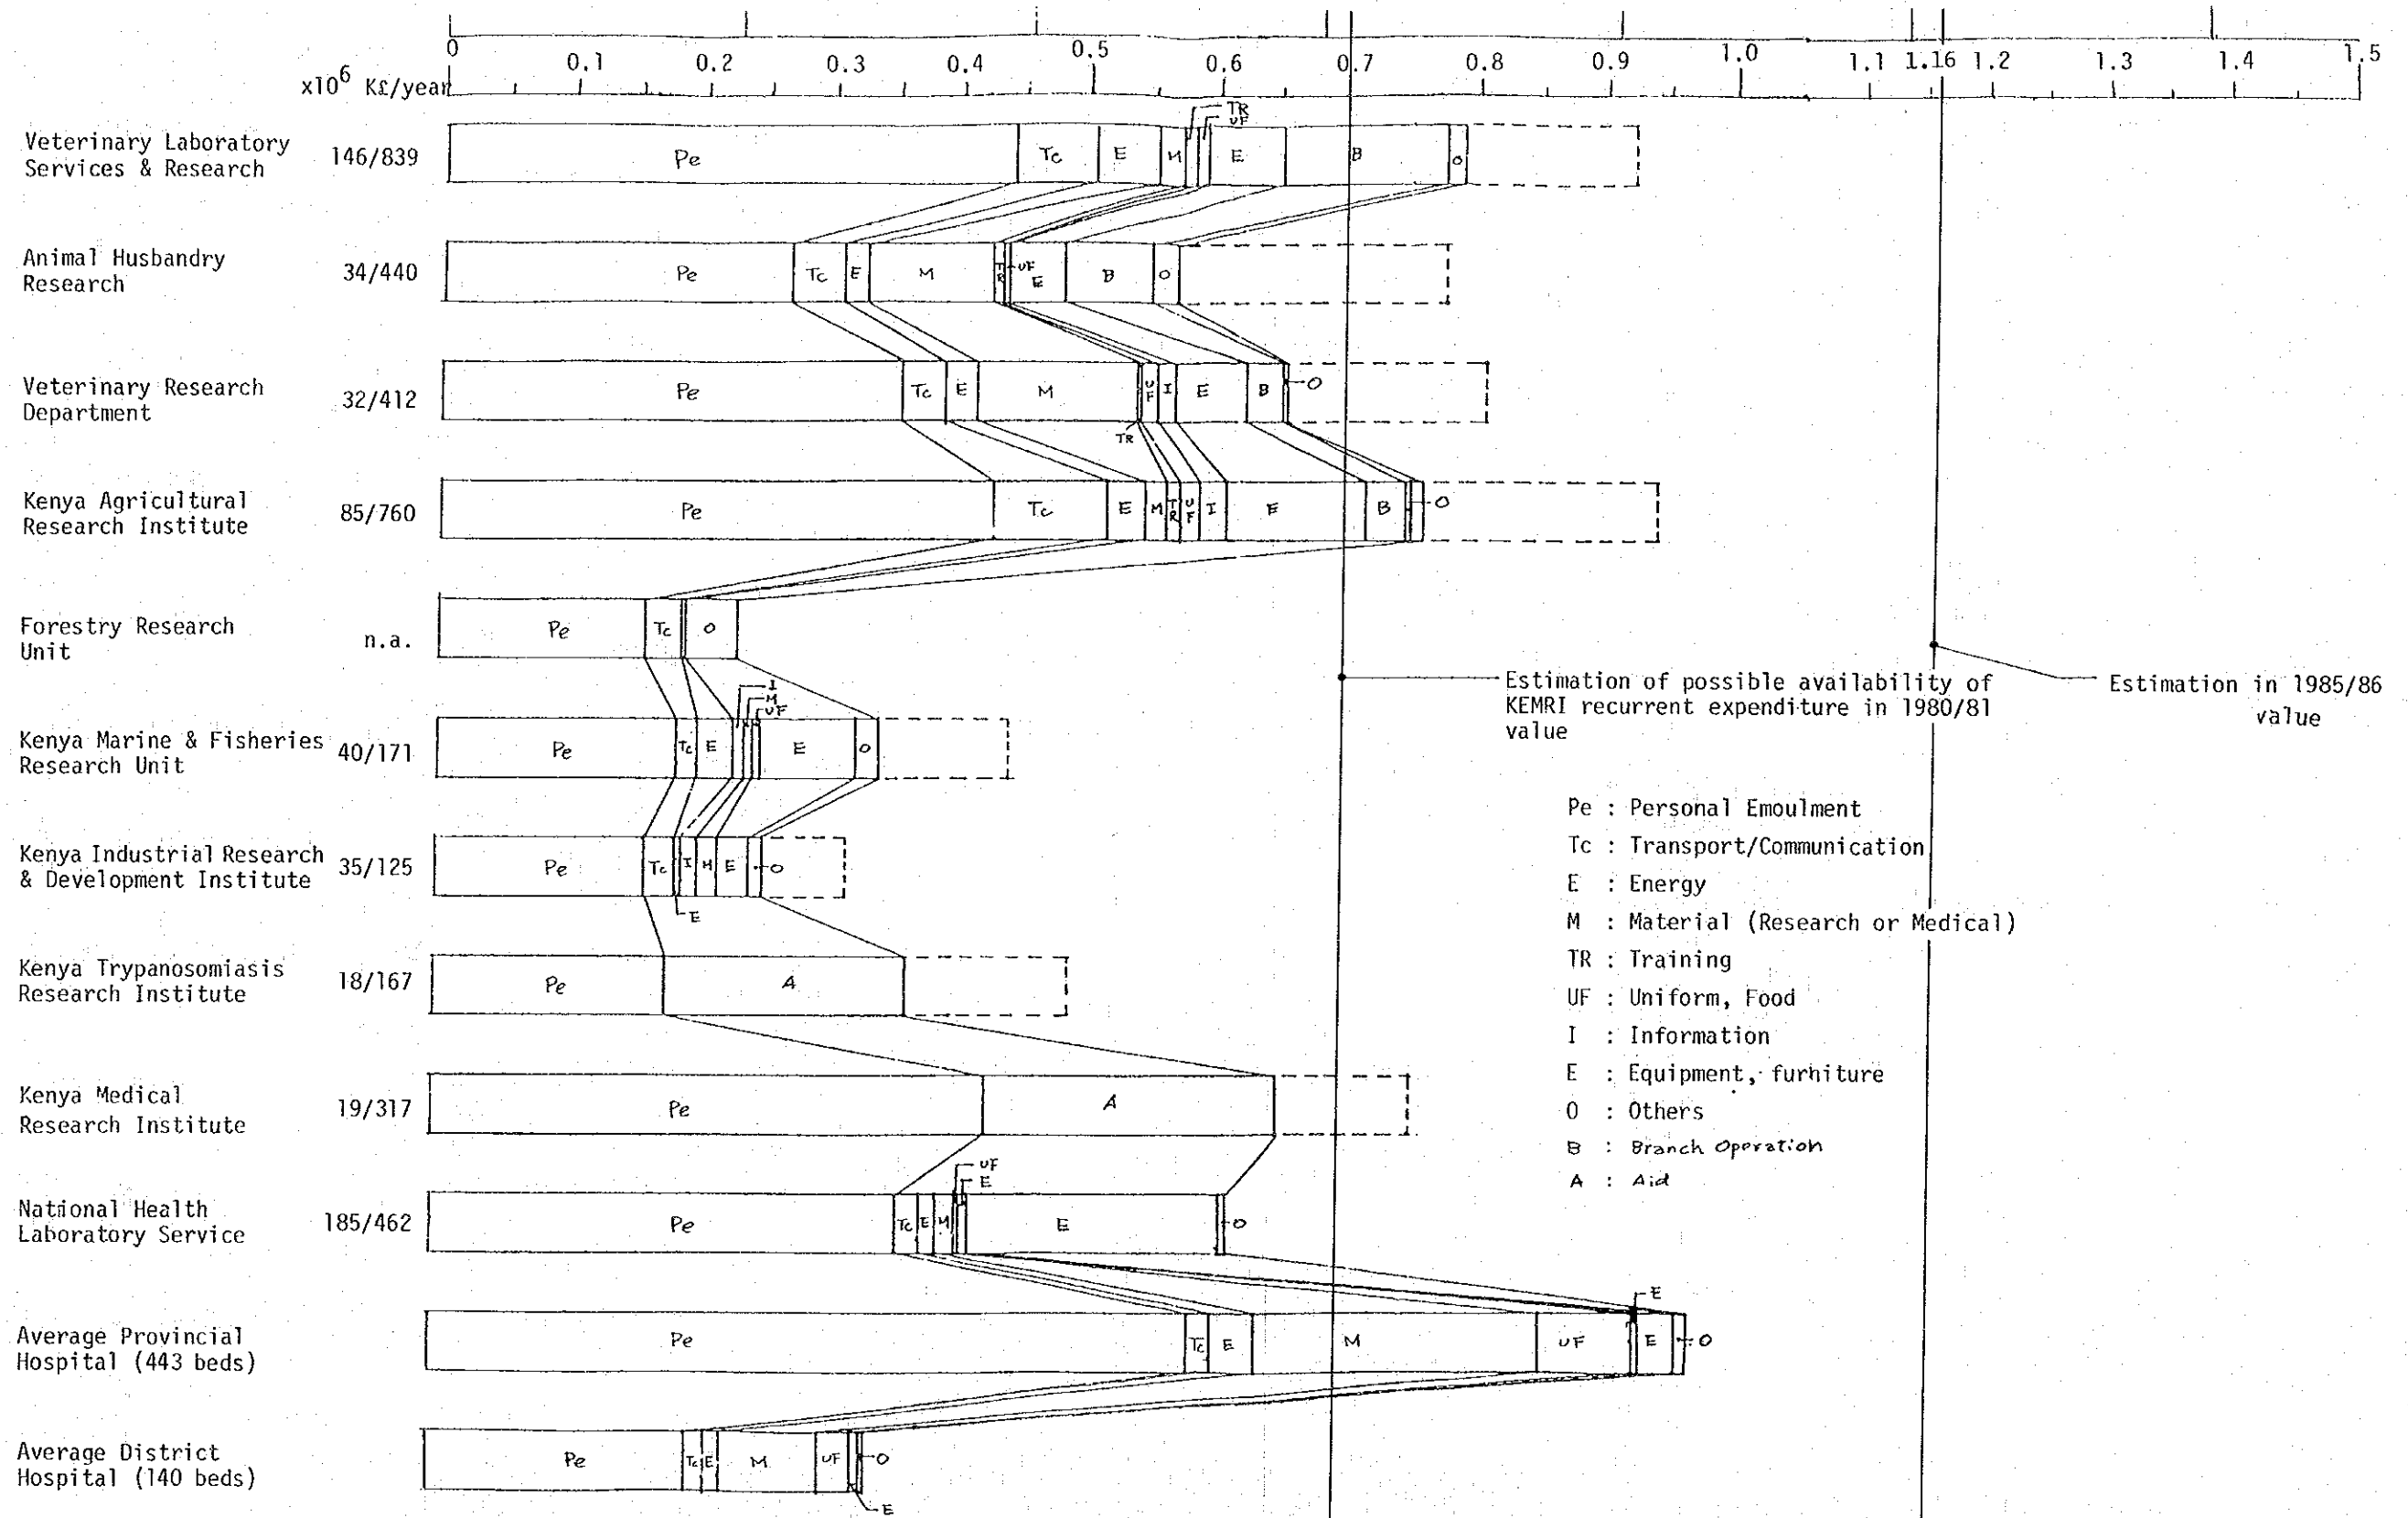 0 0.1 0.2 0.3 0.4 0.5 0.6 0.7 0.8 0.9 1.0 1.1 1.16 1.2 1.3 1.4 1.5
x10⁶ K£/year
TR
UF
Veterinary Laboratory
Services & Research
146/839
Pe Tc E M E B O
Animal Husbandry
Research
34/440
Pe Tc E M TR UF E B O
Veterinary Research
Department
32/412
Pe Tc E M UF I E B O
TR
Kenya Agricultural
Research Institute
85/760
Pe Tc E M TR UF I E B O
Forestry Research
Unit
n.a.
Pe Tc O
Estimation of possible availability of
KEMRI recurrent expenditure in 1980/81
value
Estimation in 1985/86
value
I
M
UF
Kenya Marine & Fisheries
Research Unit
40/171
Pe Tc E E O
Kenya Industrial Research
& Development Institute
35/125
Pe Tc I M E O
E
Kenya Trypanosomiasis
Research Institute
18/167
Pe A
Kenya Medical
Research Institute
19/317
Pe A
UF
E
National Health
Laboratory Service
185/462
Pe Tc E M E O
E
Average Provincial
Hospital (443 beds)
Pe Tc E M UF E O
Average District
Hospital (140 beds)
Pe Tc E M UF O
E
Pe : Personal Emoulment
Tc : Transport/Communication
E : Energy
M : Material (Research or Medical)
TR : Training
UF : Uniform, Food
I : Information
E : Equipment, furhiture
O : Others
B : Branch Operation
A : Aid